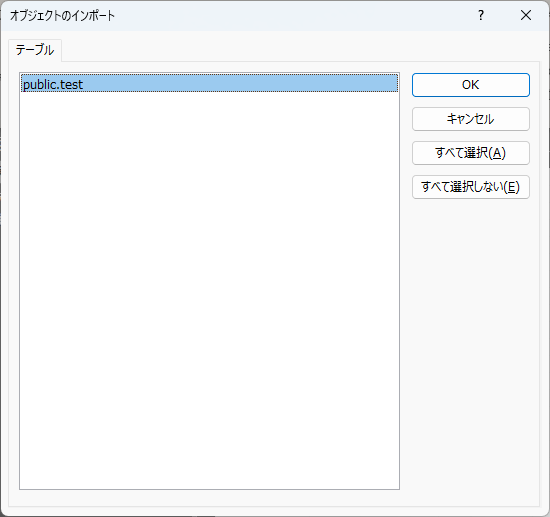 オブジェクトのインポート
?
テーブル
public.test
OK
キャンセル
すべて選択(A)
すべて選択しない(E)